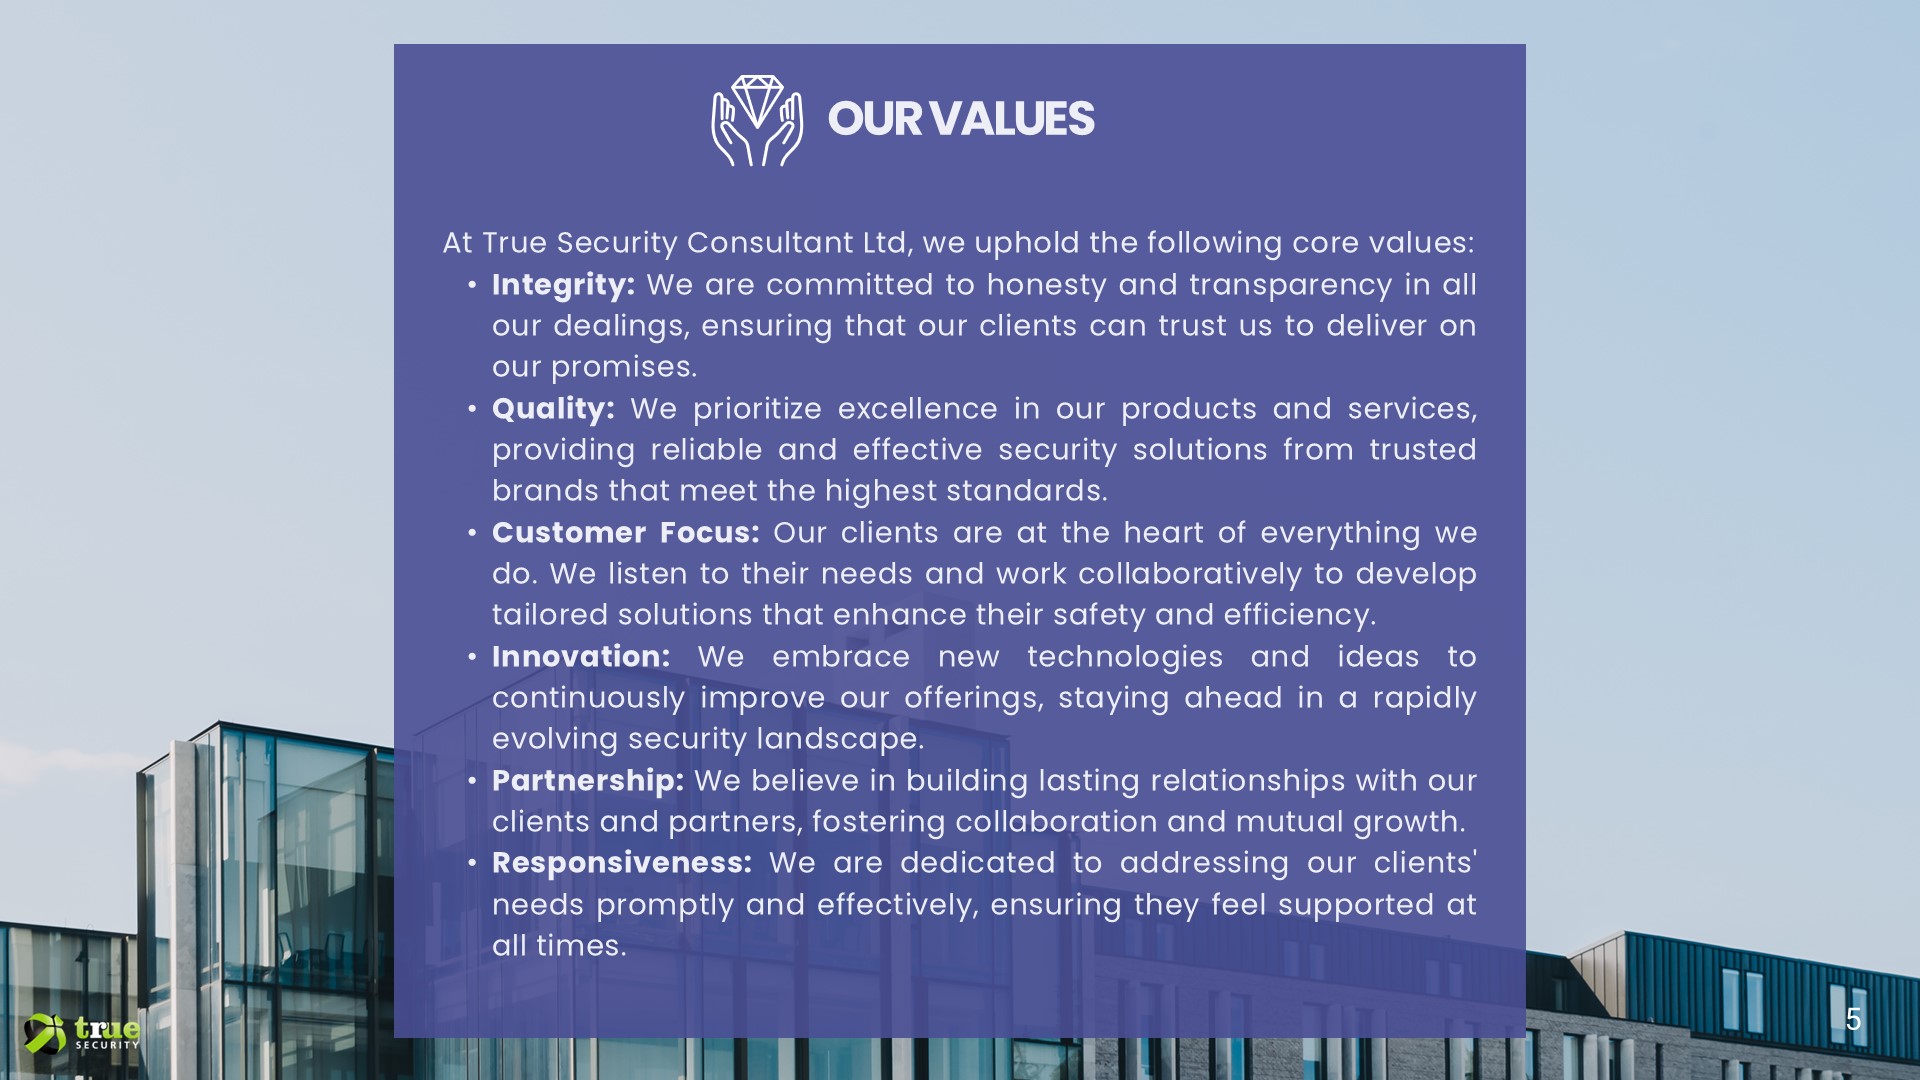 OUR VALUES
At True Security Consultant Ltd, we uphold the following core values:
• Integrity: We are committed to honesty and transparency in all
our dealings, ensuring that our clients can trust us to deliver on
our promises.
• Quality: We prioritize excellence in our products and services,
providing reliable and effective security solutions from trusted
brands that meet the highest standards.
• Customer Focus: Our clients are at the heart of everything we
do. We listen to their needs and work collaboratively to develop
tailored solutions that enhance their safety and efficiency.
• Innovation: We embrace new technologies and ideas to
continuously improve our offerings, staying ahead in a rapidly
evolving security landscape.
• Partnership: We believe in building lasting relationships with our
clients and partners, fostering collaboration and mutual growth.
• Responsiveness: We are dedicated to addressing our clients'
needs promptly and effectively, ensuring they feel supported at
all times.
true
SECURITY
5